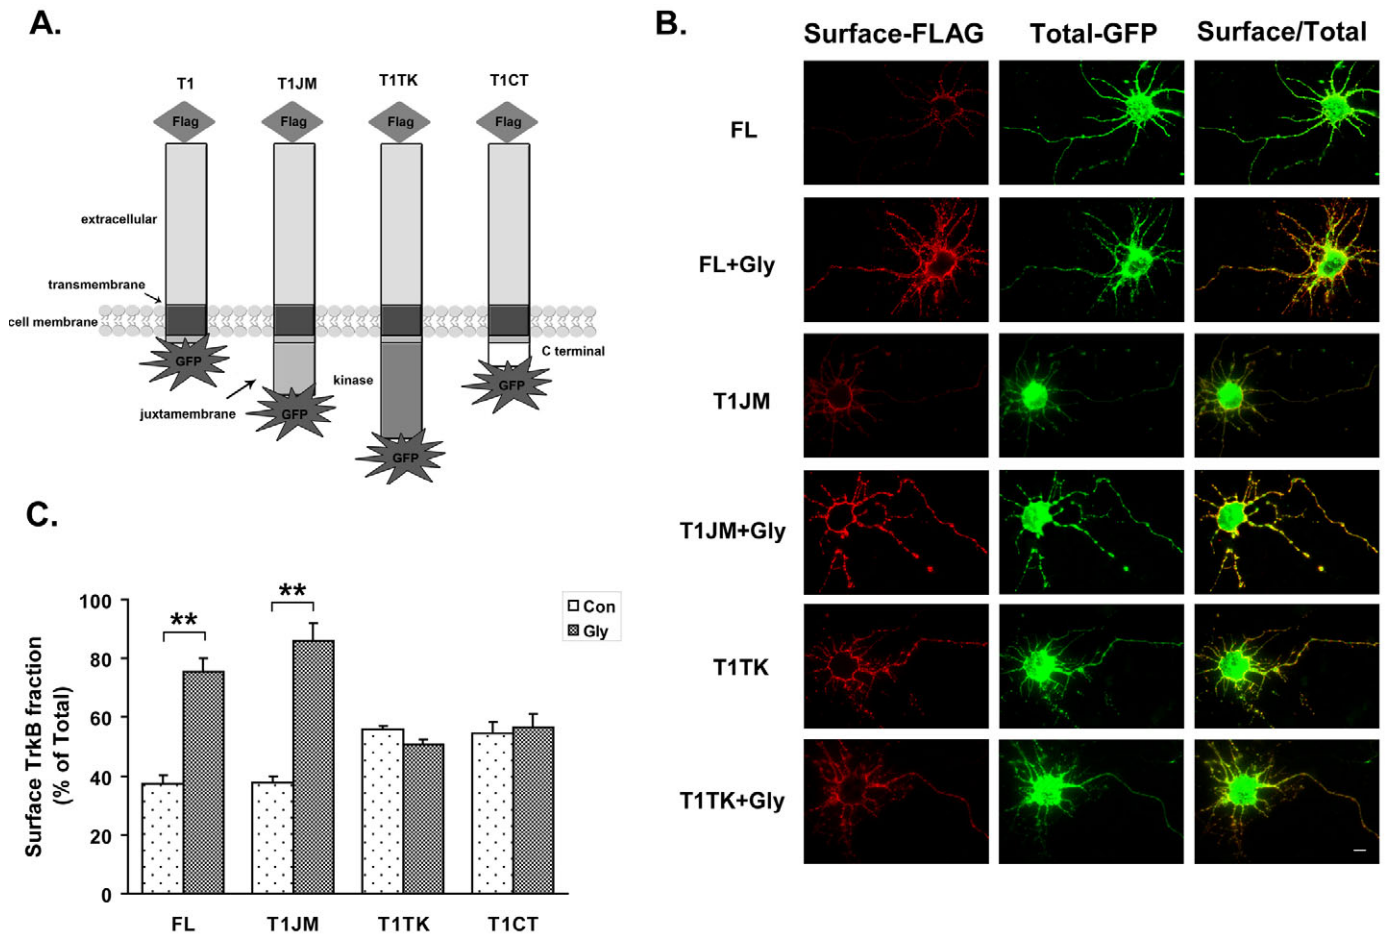 A.
T1 T1JM T1TK T1CT
Flag Flag Flag Flag
extracellular
transmembrane
cell membrane
GFP
C terminal
kinase
GFP
juxtamembrane
GFP
GFP
B.
Surface-FLAG Total-GFP Surface/Total
FL
FL+Gly
T1JM
T1JM+Gly
T1TK
T1TK+Gly
C.
Surface TrkB fraction
(% of Total)
100
80
60
40
20
0
** **
Con
Gly
FL T1JM T1TK T1CT